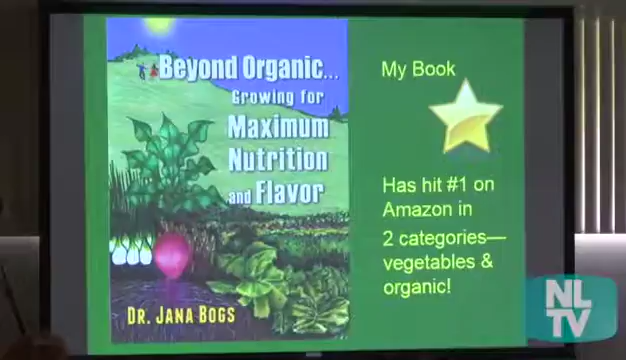 Beyond Organic...
Growing for
Maximum
Nutrition
and Flavor
DR. JANA BOGS
My Book
Has hit #1 on
Amazon in
2 categories—
vegetables &
organic!
NL
TV